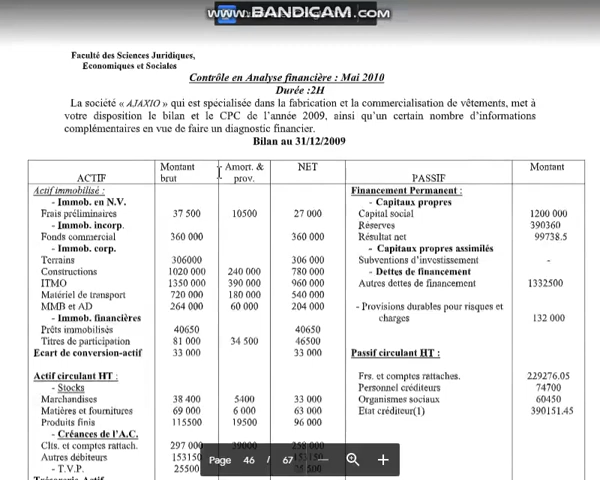 www.BANDICAM.com
Faculté des Sciences Juridiques,
Economiques et Sociales
Contrôle en Analyse financière : Mai 2010
Durée :2H
La société « AJAXIO » qui est spécialisée dans la fabrication et la commercialisation de vêtements, met à
votre disposition le bilan et le CPC de l'année 2009, ainsi qu'un certain nombre d'informations
complémentaires en vue de faire un diagnostic financier.
Bilan au 31/12/2009
ACTIF Montant brut Amort. & prov. NET PASSIF Montant
Actif immobilisé : Financement Permanent :
- Immob. en N.V. - Capitaux propres
Frais préliminaires 37 500 10500 27 000 Capital social 1200 000
- Immob. incorp. Réserves 390360
Fonds commercial 360 000 360 000 Résultat net 99738.5
- Immob. corp. - Capitaux propres assimilés
Terrains 306000 306 000 Subventions d'investissement -
Constructions 1020 000 240 000 780 000 - Dettes de financement
ITMO 1350 000 390 000 960 000 Autres dettes de financement 1332500
Matériel de transport 720 000 180 000 540 000
MMB et AD 264 000 60 000 204 000 - Provisions durables pour risques et
- Immob. financières charges 132 000
Prêts immobilisés 40650 40650
Titres de participation 81 000 34 500 46500
Ecart de conversion-actif 33 000 33 000 Passif circulant HT :
Actif circulant HT : Frs. et comptes rattaches. 229276.05
- Stocks Personnel créditeurs 74700
Marchandises 38 400 5400 33 000 Organismes sociaux 60450
Matières et fournitures 69 000 6 000 63 000 Etat créditeur(1) 390151.45
Produits finis 115500 19500 96 000
- Créances de l'A.C.
Clts. et comptes rattach. 297 000 39000 258 000
Autres débiteurs 153150 153150
- T.V.P. 25500
Page 46 / 67